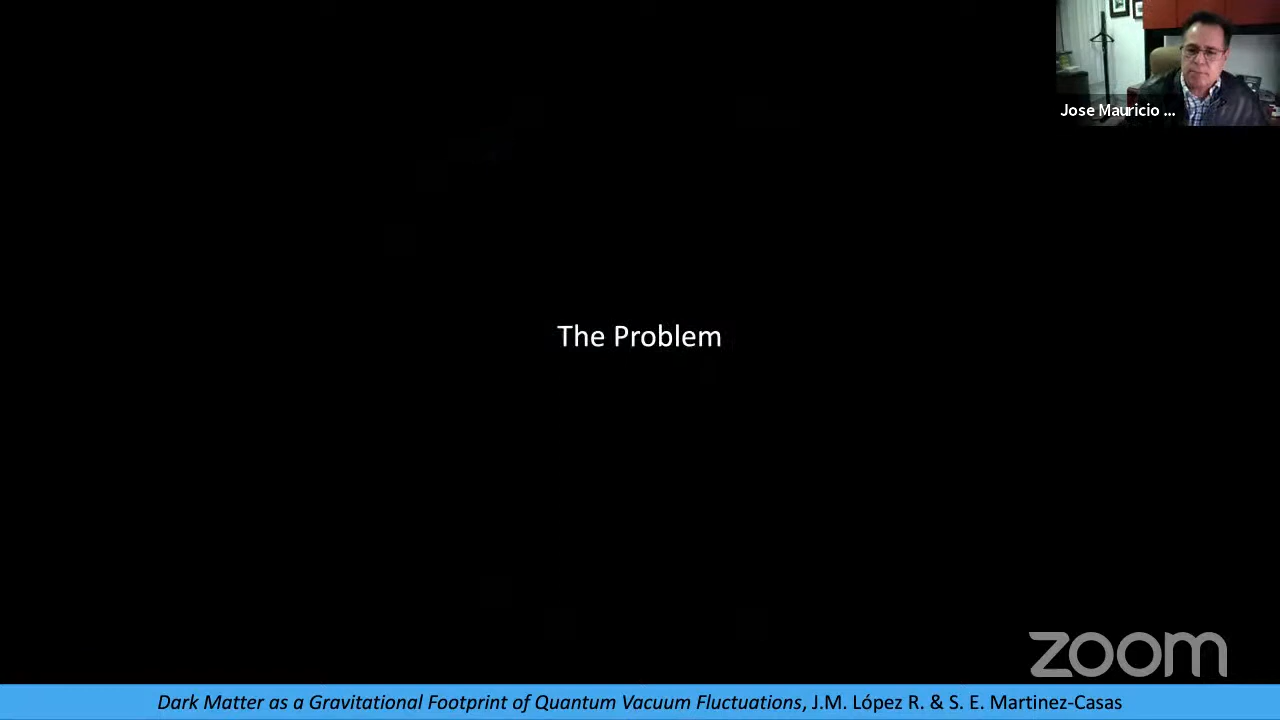 Jose Mauricio ...
The Problem
zoom
Dark Matter as a Gravitational Footprint of Quantum Vacuum Fluctuations, J.M. López R. & S. E. Martinez-Casas